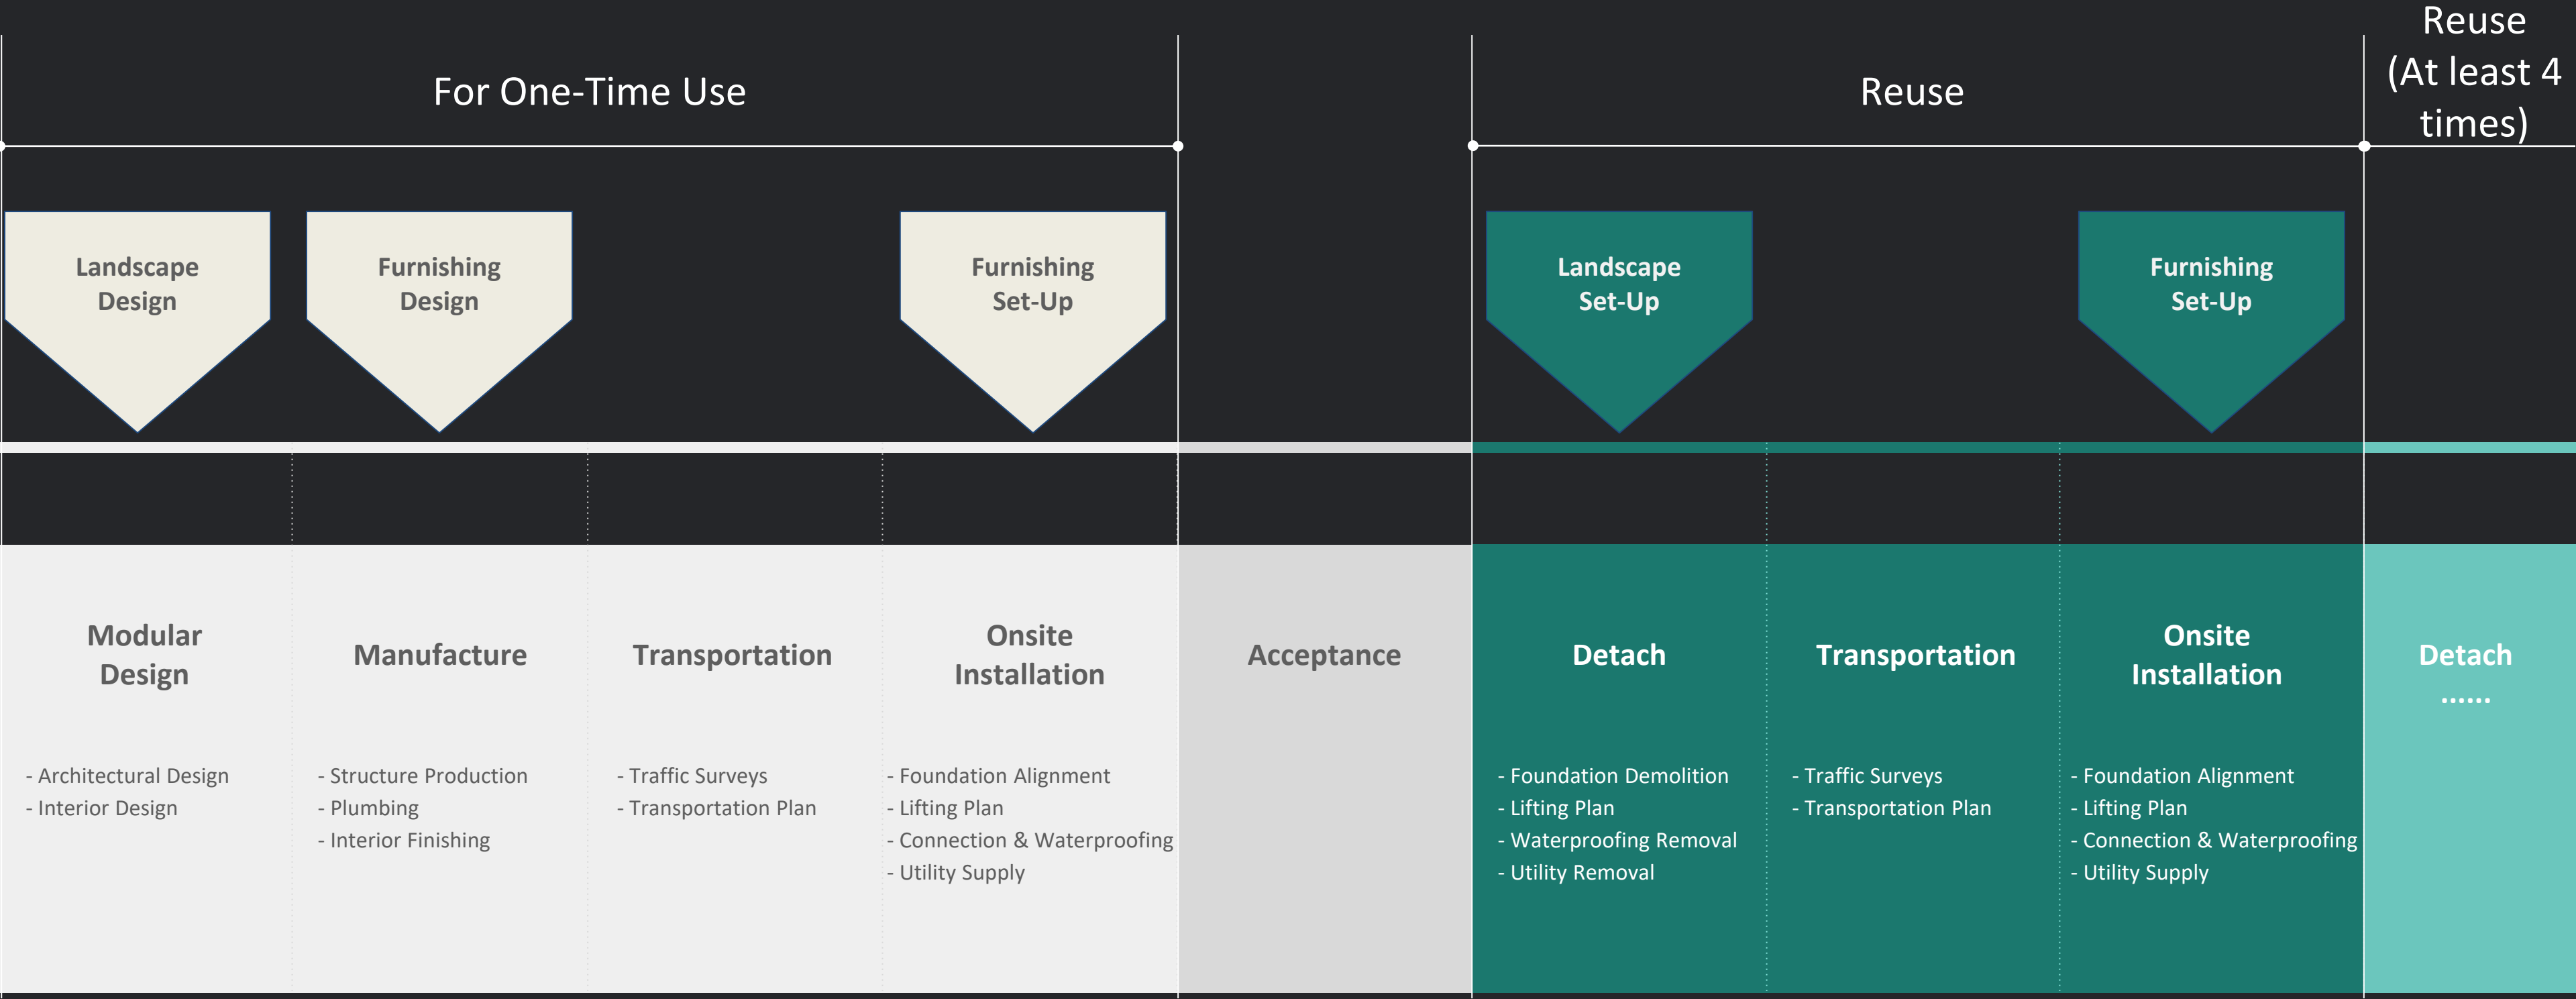 For One-Time Use
Reuse
Reuse
(At least 4
times)
Landscape
Design
Furnishing
Design
Furnishing
Set-Up
Landscape
Set-Up
Furnishing
Set-Up
Modular
Design
- Architectural Design
- Interior Design
Manufacture
- Structure Production
- Plumbing
- Interior Finishing
Transportation
- Traffic Surveys
- Transportation Plan
Onsite
Installation
- Foundation Alignment
- Lifting Plan
- Connection & Waterproofing
- Utility Supply
Acceptance
Detach
- Foundation Demolition
- Lifting Plan
- Waterproofing Removal
- Utility Removal
Transportation
- Traffic Surveys
- Transportation Plan
Onsite
Installation
- Foundation Alignment
- Lifting Plan
- Connection & Waterproofing
- Utility Supply
Detach
......